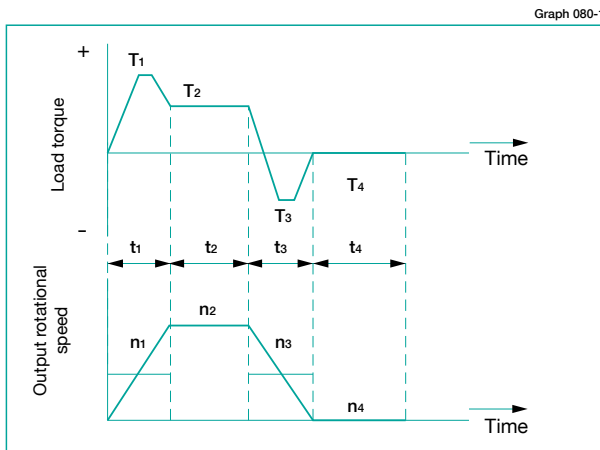 Graph 080-1
+
T1
T2
Load torque
Time
T4
T3
-
t1 t2 t3 t4
Output rotational
speed
n2
n1
n3
n4
Time